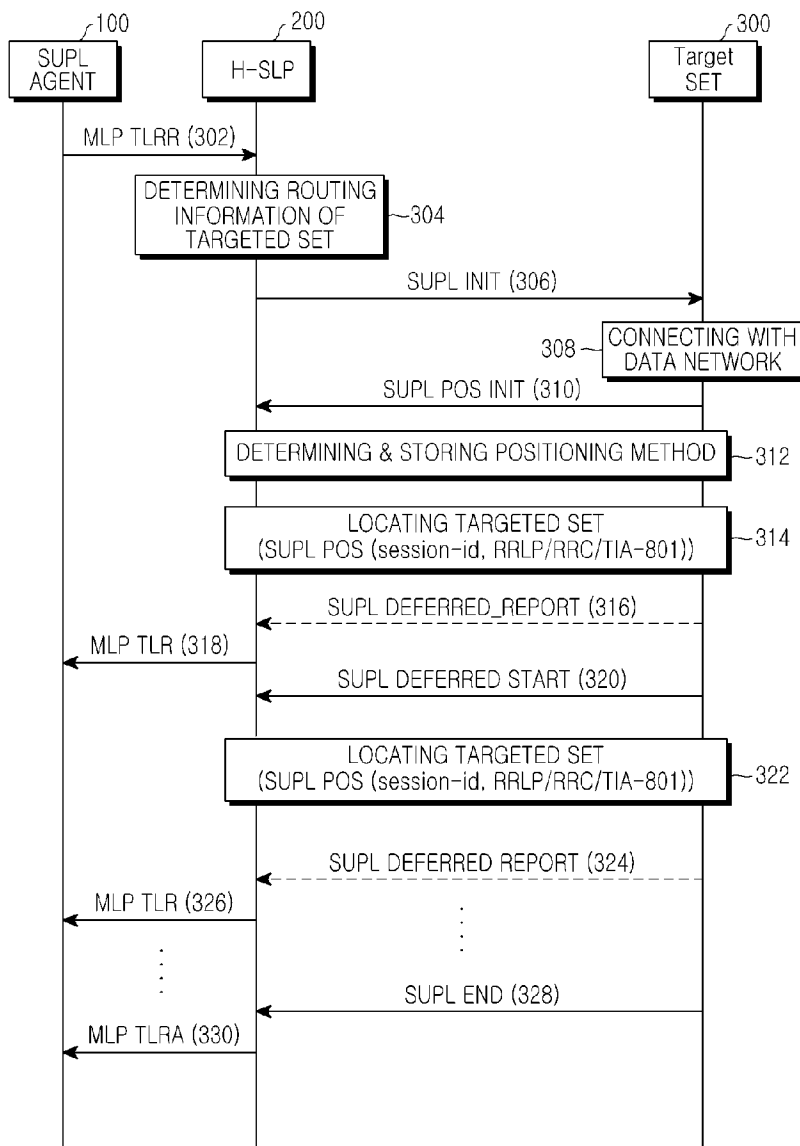 100
200
300
SUPL
AGENT
H-SLP
Target
SET
MLP TLRR (302)
DETERMINING ROUTING
INFORMATION OF
TARGETED SET
304
SUPL INIT (306)
308
CONNECTING WITH
DATA NETWORK
SUPL POS INIT (310)
DETERMINING & STORING POSITIONING METHOD
312
LOCATING TARGETED SET
(SUPL POS (session-id, RRLP/RRC/TIA-801))
314
SUPL DEFERRED_REPORT (316)
MLP TLR (318)
SUPL DEFERRED START (320)
LOCATING TARGETED SET
(SUPL POS (session-id, RRLP/RRC/TIA-801))
322
SUPL DEFERRED REPORT (324)
MLP TLR (326)
SUPL END (328)
MLP TLRA (330)